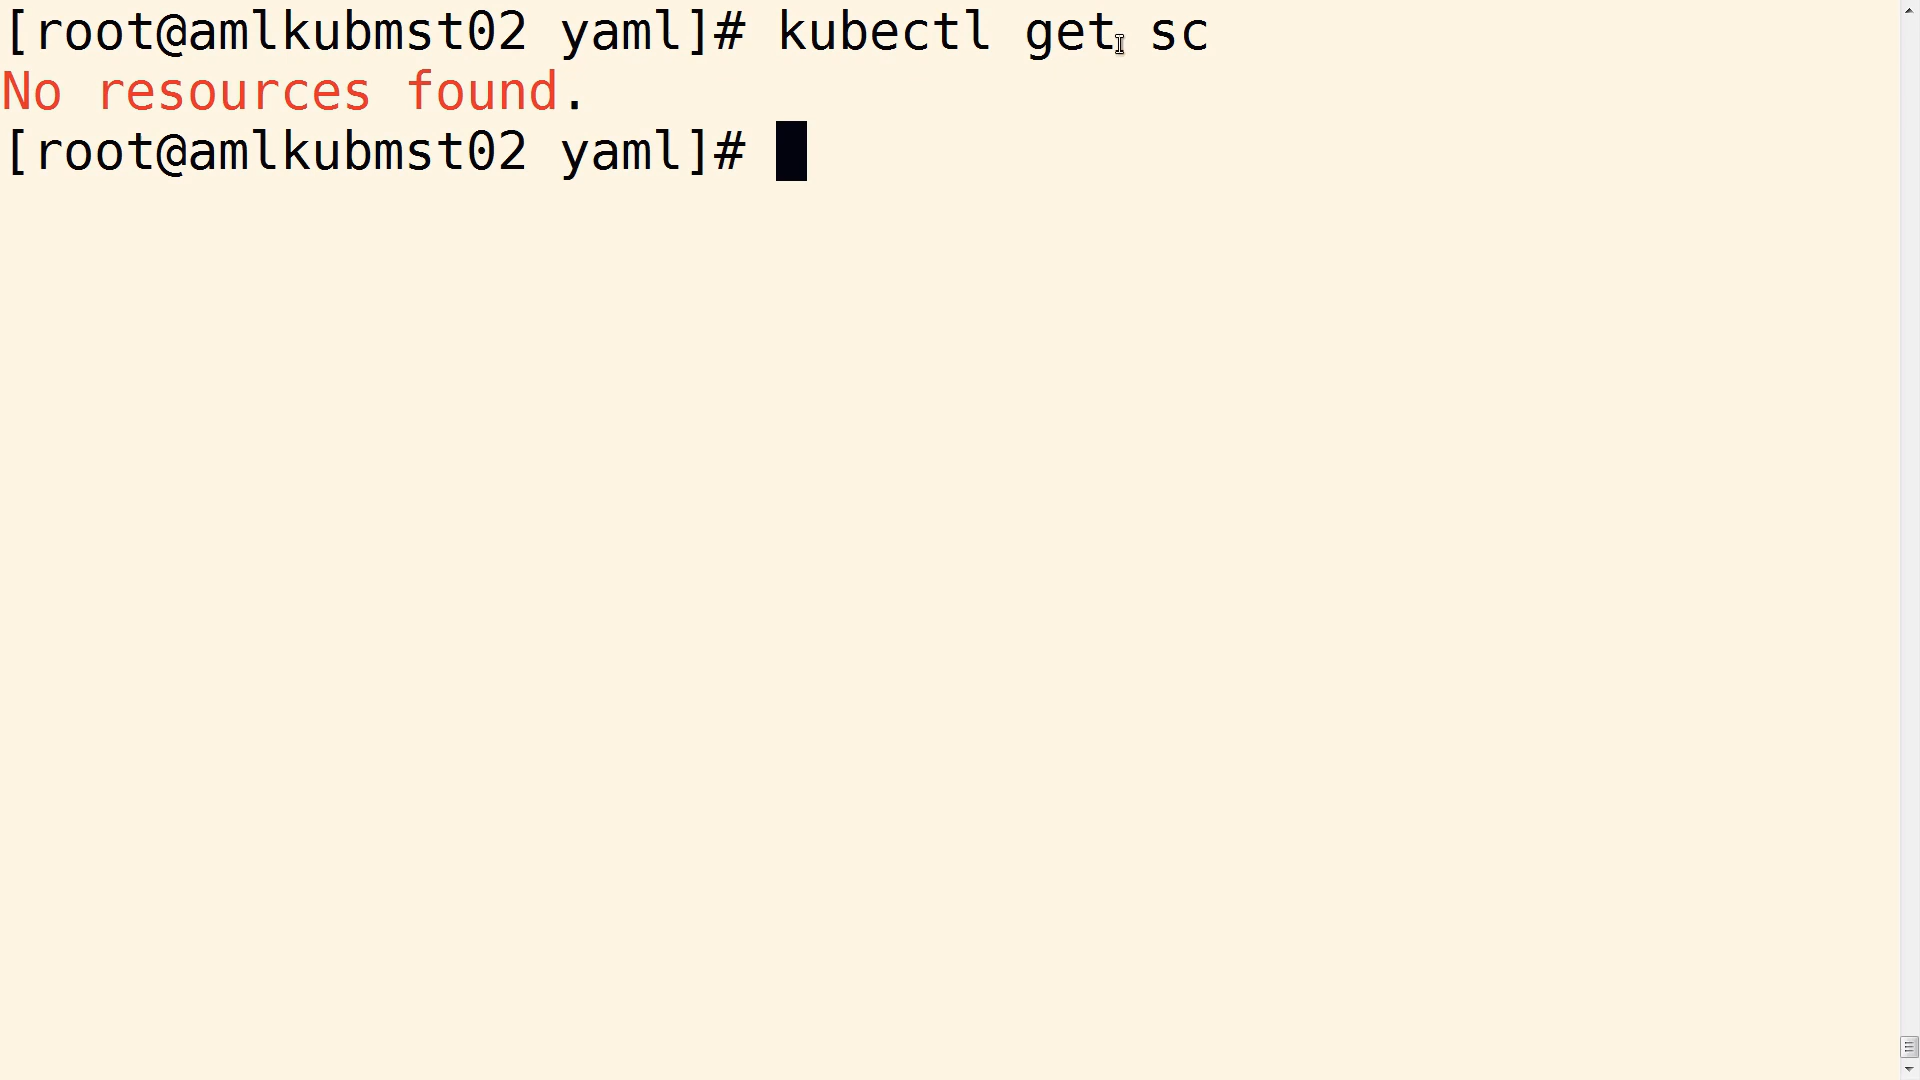 [root@amlkubmst02 yaml]# kubectl get sc
No resources found.
[root@amlkubmst02 yaml]#